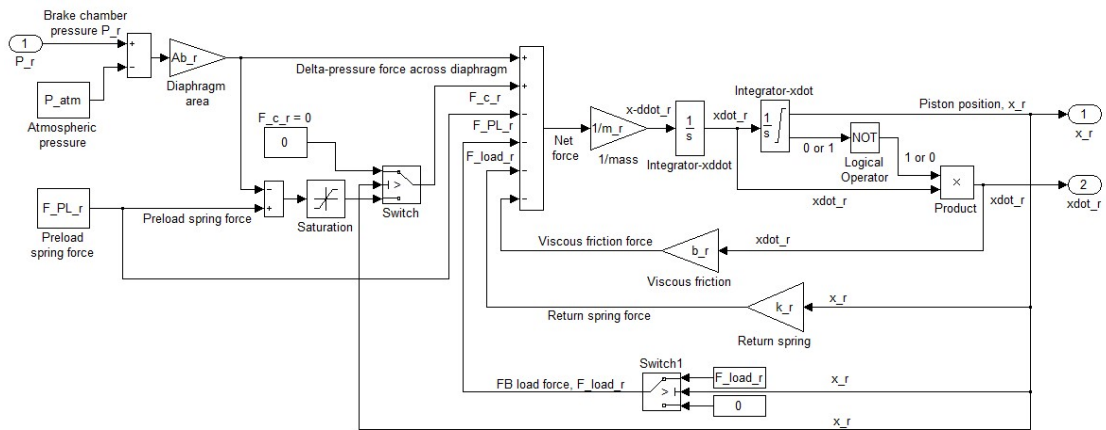 Brake chamber
pressure P_r
1
P_r
+
−
P_atm
Atmospheric
pressure
Ab_r
Diaphragm
area
Delta-pressure force across diaphragm
F_c_r = 0
0
F_PL_r
Preload
spring force
Preload spring force
−
+
Saturation
>
Switch
F_c_r
F_PL_r
F_load_r
+
+
−
−
−
−
Net
force
1/m_r
1/mass
x-ddot_r
1
s
Integrator-xddot
xdot_r
Integrator-xdot
1
s
0 or 1
NOT
Logical
Operator
1 or 0
×
Product
xdot_r
Piston position, x_r
1
x_r
2
xdot_r
xdot_r
Viscous friction force
b_r
xdot_r
Viscous friction
Return spring force
k_r
x_r
Return spring
Switch1
FB load force, F_load_r
>
F_load_r
x_r
0
x_r